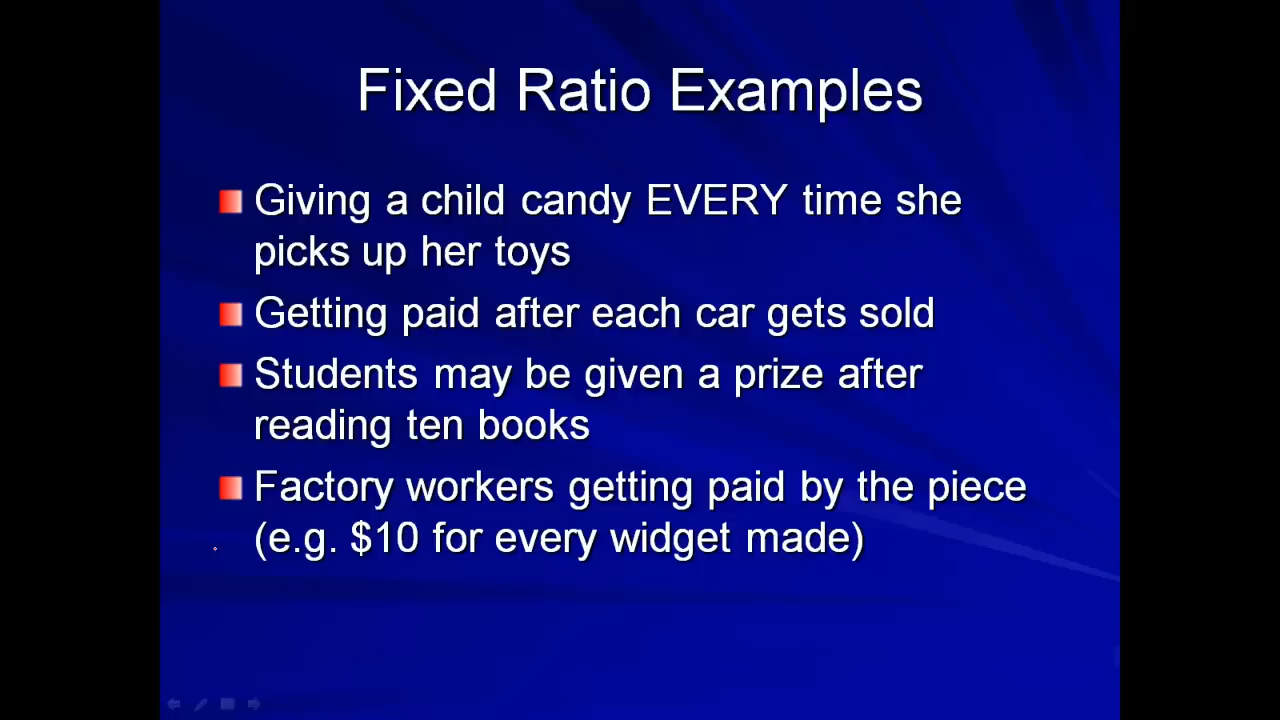 Fixed Ratio Examples
Giving a child candy EVERY time she
picks up her toys
Getting paid after each car gets sold
Students may be given a prize after
reading ten books
Factory workers getting paid by the piece
(e.g. $10 for every widget made)